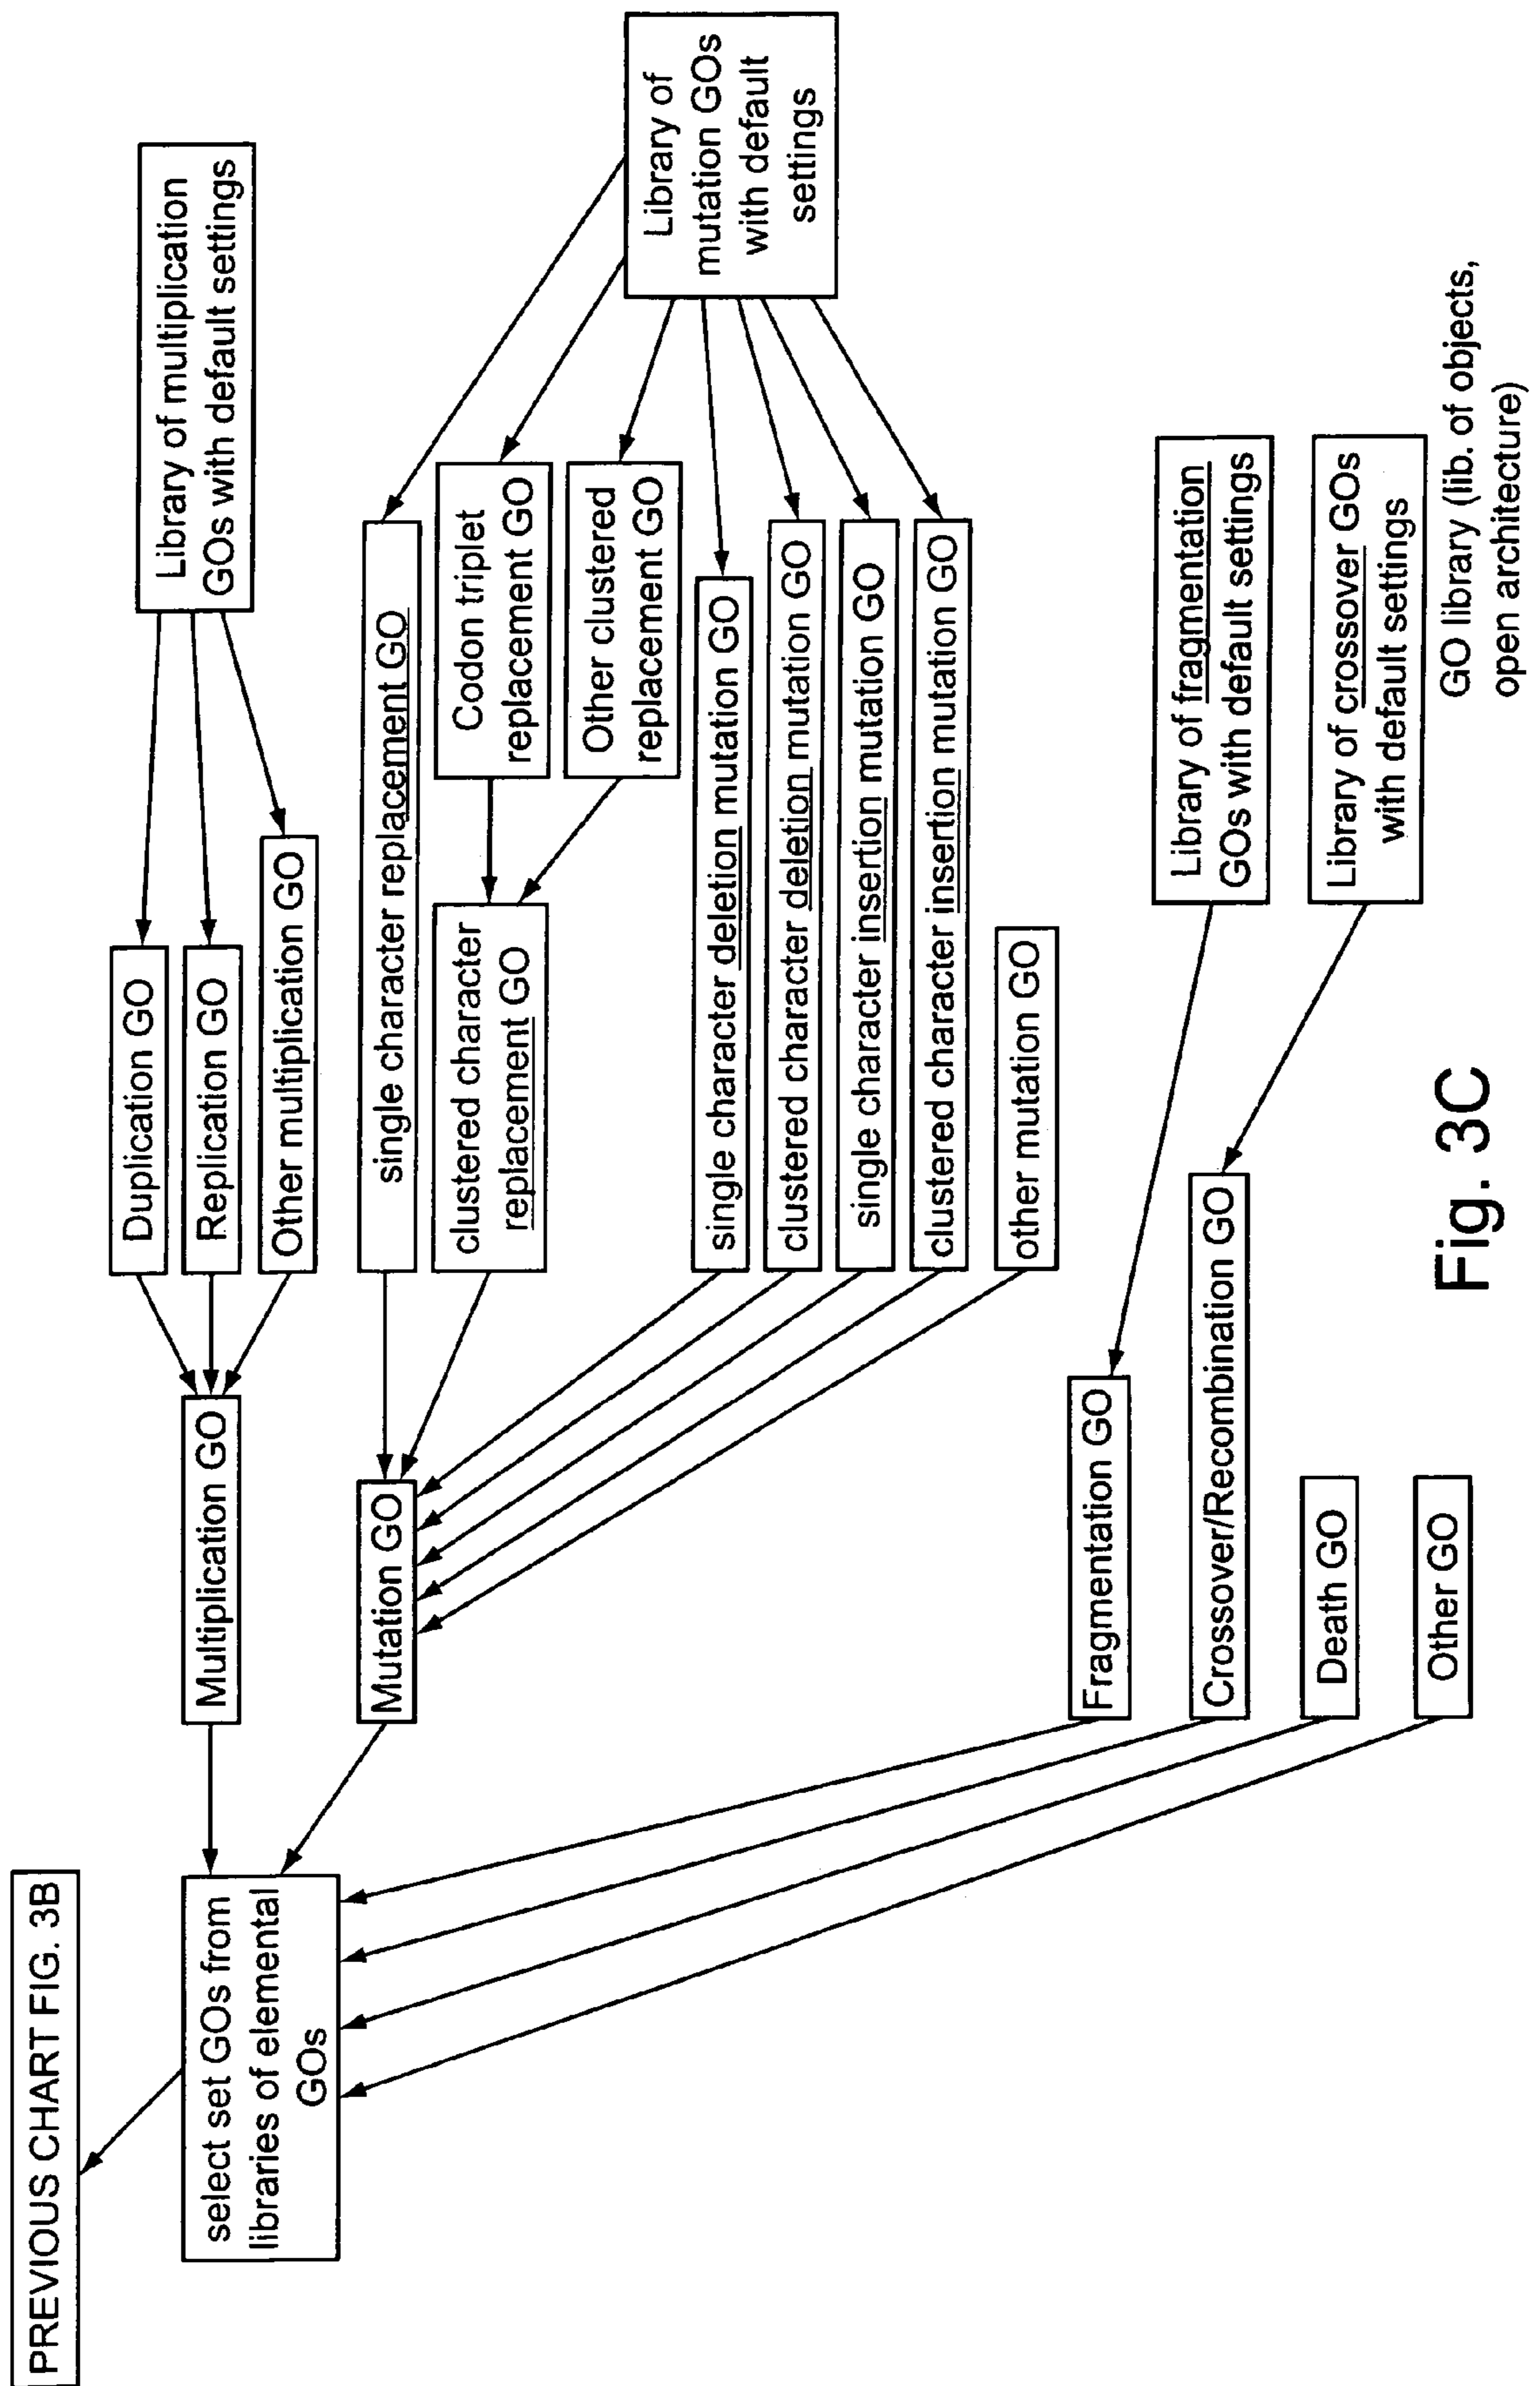 PREVIOUS CHART FIG. 3B
select set GOs from
libraries of elemental
GOs
Multiplication GO
Duplication GO
Replication GO
Other multiplication GO
Library of multiplication
GOs with default settings
Mutation GO
single character replacement GO
clustered character
replacement GO
Codon triplet
replacement GO
Other clustered
replacement GO
single character deletion mutation GO
clustered character deletion mutation GO
single character insertion mutation GO
clustered character insertion mutation GO
other mutation GO
Library of
mutation GOs
with default
settings
Fragmentation GO
Library of fragmentation
GOs with default settings
Crossover/Recombination GO
Library of crossover GOs
with default settings
Death GO
Other GO
GO library (lib. of objects,
open architecture)
Fig. 3C